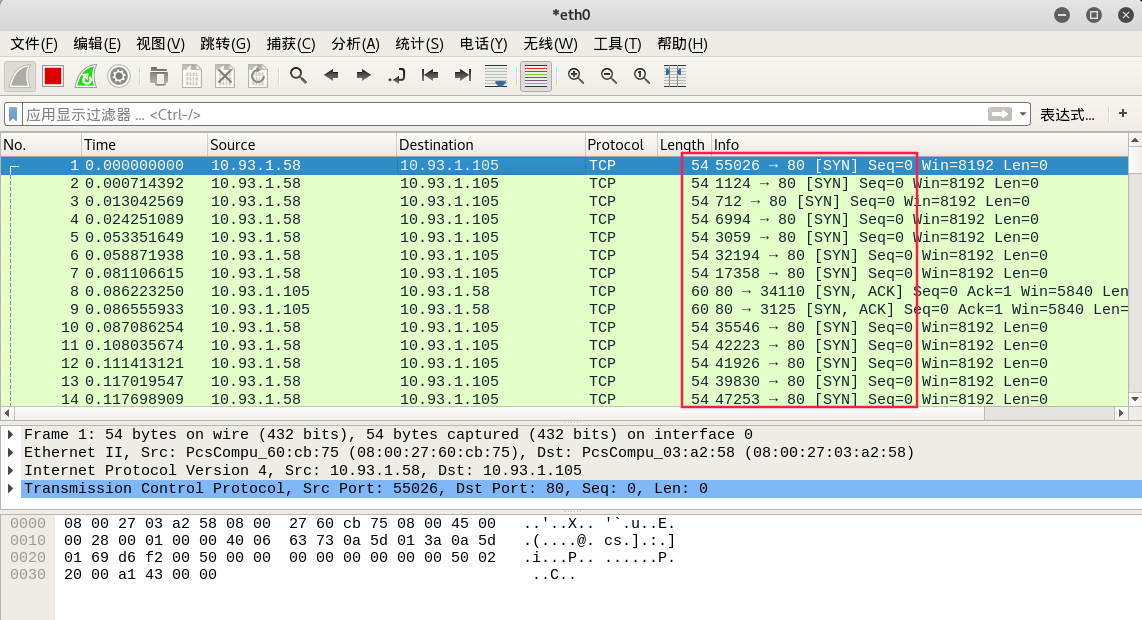 *eth0
文件(F) 编辑(E) 视图(V) 跳转(G) 捕获(C) 分析(A) 统计(S) 电话(Y) 无线(W) 工具(T) 帮助(H)
应用显示过滤器 ... <Ctrl-/> 表达式... +
No. Time Source Destination Protocol Length Info
1 0.000000000 10.93.1.58 10.93.1.105 TCP 54 55026 → 80 [SYN] Seq=0 Win=8192 Len=0
2 0.000714392 10.93.1.58 10.93.1.105 TCP 54 1124 → 80 [SYN] Seq=0 Win=8192 Len=0
3 0.013042569 10.93.1.58 10.93.1.105 TCP 54 712 → 80 [SYN] Seq=0 Win=8192 Len=0
4 0.024251089 10.93.1.58 10.93.1.105 TCP 54 6994 → 80 [SYN] Seq=0 Win=8192 Len=0
5 0.053351649 10.93.1.58 10.93.1.105 TCP 54 3059 → 80 [SYN] Seq=0 Win=8192 Len=0
6 0.058871938 10.93.1.58 10.93.1.105 TCP 54 32194 → 80 [SYN] Seq=0 Win=8192 Len=0
7 0.081106615 10.93.1.58 10.93.1.105 TCP 54 17358 → 80 [SYN] Seq=0 Win=8192 Len=0
8 0.086223250 10.93.1.105 10.93.1.58 TCP 60 80 → 34110 [SYN, ACK] Seq=0 Ack=1 Win=5840 Len
9 0.086555933 10.93.1.105 10.93.1.58 TCP 60 80 → 3125 [SYN, ACK] Seq=0 Ack=1 Win=5840 Len=
10 0.087086254 10.93.1.58 10.93.1.105 TCP 54 35546 → 80 [SYN] Seq=0 Win=8192 Len=0
11 0.108035674 10.93.1.58 10.93.1.105 TCP 54 42223 → 80 [SYN] Seq=0 Win=8192 Len=0
12 0.111413121 10.93.1.58 10.93.1.105 TCP 54 41926 → 80 [SYN] Seq=0 Win=8192 Len=0
13 0.117019547 10.93.1.58 10.93.1.105 TCP 54 39830 → 80 [SYN] Seq=0 Win=8192 Len=0
14 0.117698909 10.93.1.58 10.93.1.105 TCP 54 47253 → 80 [SYN] Seq=0 Win=8192 Len=0
Frame 1: 54 bytes on wire (432 bits), 54 bytes captured (432 bits) on interface 0
Ethernet II, Src: PcsCompu_60:cb:75 (08:00:27:60:cb:75), Dst: PcsCompu_03:a2:58 (08:00:27:03:a2:58)
Internet Protocol Version 4, Src: 10.93.1.58, Dst: 10.93.1.105
Transmission Control Protocol, Src Port: 55026, Dst Port: 80, Seq: 0, Len: 0
0000 08 00 27 03 a2 58 08 00 27 60 cb 75 08 00 45 00 ..'..X.. '`.u..E.
0010 00 28 00 01 00 00 40 06 63 73 0a 5d 01 3a 0a 5d .(....@. cs.].:.]
0020 01 69 d6 f2 00 50 00 00 00 00 00 00 00 00 50 02 .i...P.. ......P.
0030 20 00 a1 43 00 00 ..C..